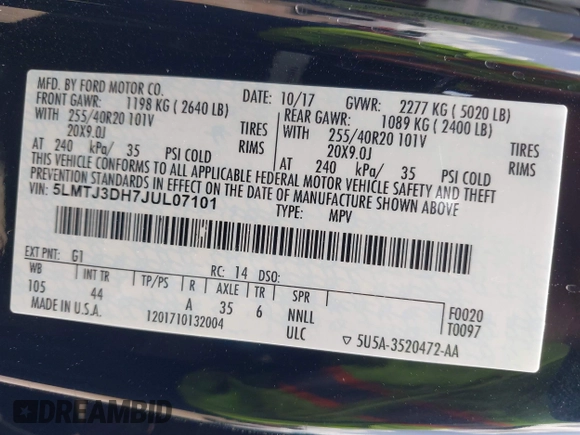 MFD. BY FORD MOTOR CO.
DATE: 10/17 GVWR: 2277 KG ( 5020 LB)
FRONT GAWR: 1198 KG ( 2640 LB) REAR GAWR: 1089 KG ( 2400 LB)
WITH 255/40R20 101V TIRES WITH 255/40R20 101V TIRES
20X9.0J RIMS 20X9.0J RIMS
AT 240 kPa/ 35 PSI COLD AT 240 kPa/ 35 PSI COLD
THIS VEHICLE CONFORMS TO ALL APPLICABLE FEDERAL MOTOR VEHICLE SAFETY AND THEFT
PREVENTION STANDARDS IN EFFECT ON THE DATE OF MANUFACTURE SHOWN ABOVE
VIN: 5LMTJ3DH7JUL07101
TYPE: MPV
EXT PNT: G1 RC: 14 DSO:
WB INT TR TP/PS R AXLE TR SPR
105 44 A 35 6 NNLL F0020
MADE IN U.S.A. 1201710132004 ULC T0097
▽ 5U5A-3520472-AA
DREAMBID